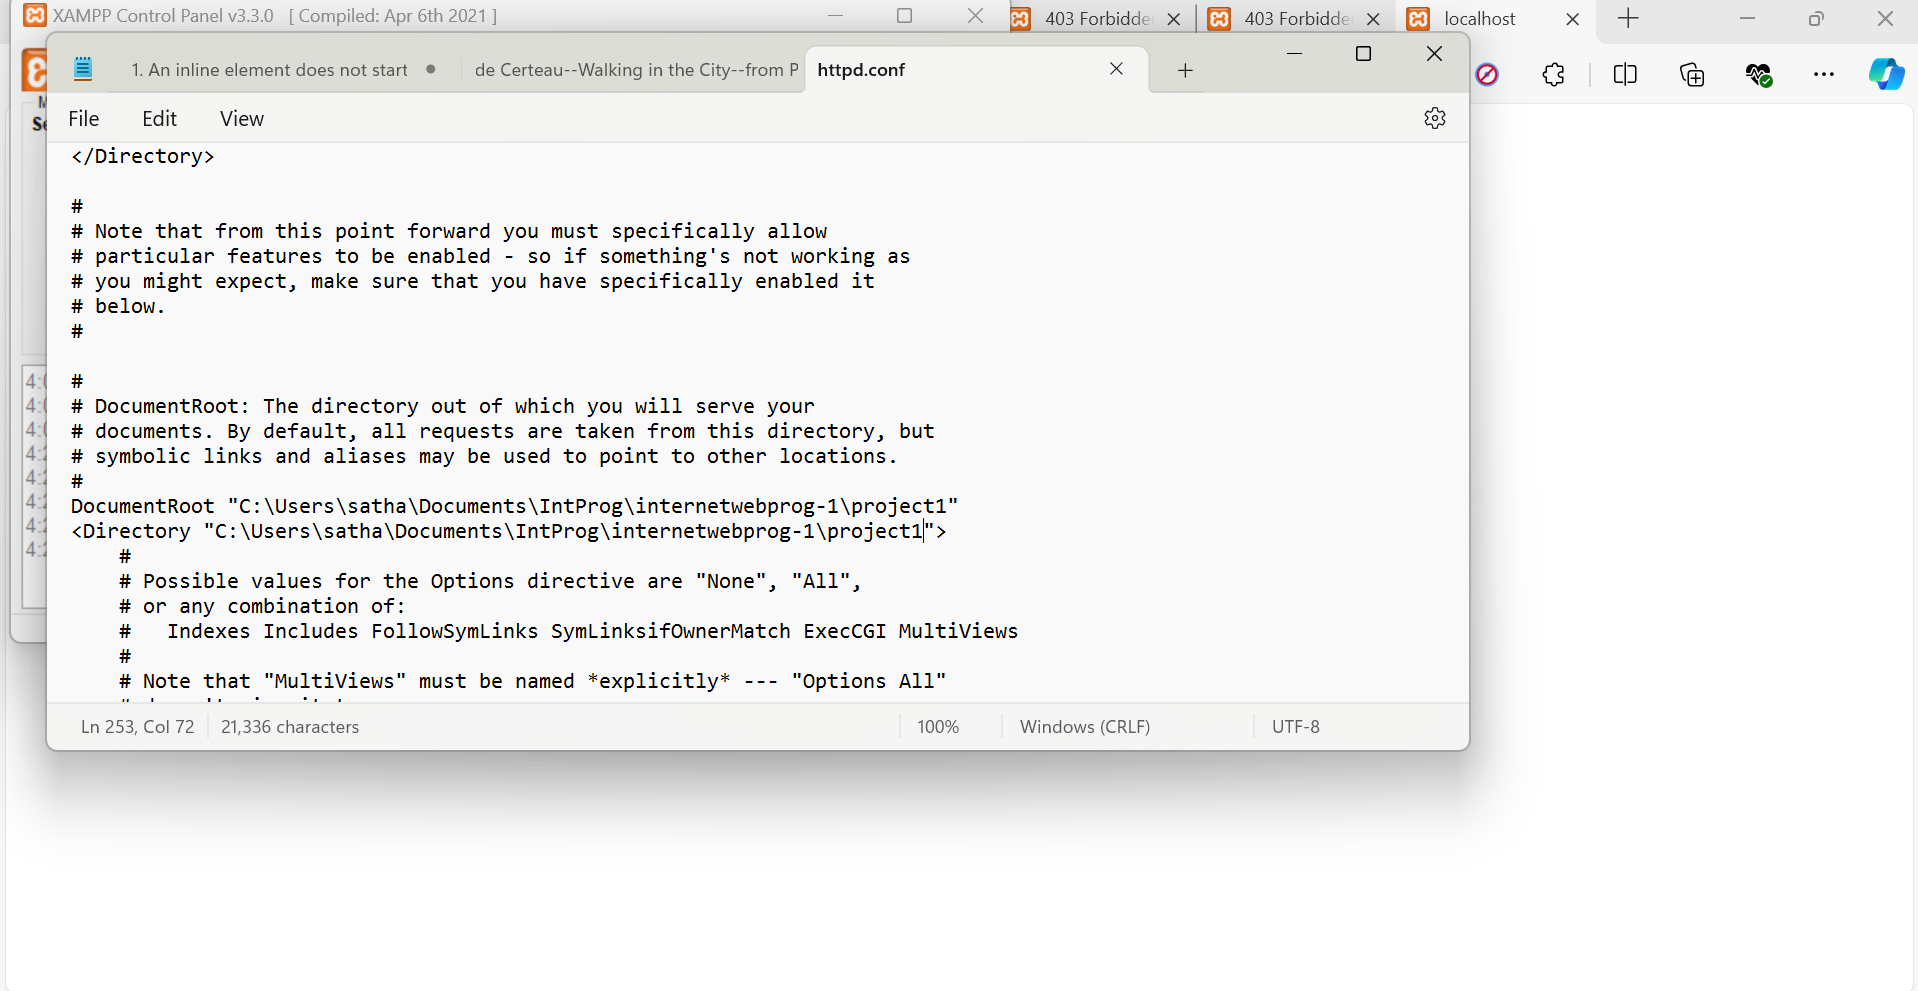 XAMPP Control Panel v3.3.0 [ Compiled: Apr 6th 2021 ]
403 Forbidde
403 Forbidde
localhost
1. An inline element does not start
de Certeau--Walking in the City--from P
httpd.conf
File Edit View
</Directory>
#
# Note that from this point forward you must specifically allow
# particular features to be enabled - so if something's not working as
# you might expect, make sure that you have specifically enabled it
# below.
#
#
# DocumentRoot: The directory out of which you will serve your
# documents. By default, all requests are taken from this directory, but
# symbolic links and aliases may be used to point to other locations.
#
DocumentRoot "C:\Users\satha\Documents\IntProg\internetwebprog-1\project1"
<Directory "C:\Users\satha\Documents\IntProg\internetwebprog-1\project1">
#
# Possible values for the Options directive are "None", "All",
# or any combination of:
# Indexes Includes FollowSymLinks SymLinksifOwnerMatch ExecCGI MultiViews
#
# Note that "MultiViews" must be named *explicitly* --- "Options All"
Ln 253, Col 72
21,336 characters
100%
Windows (CRLF)
UTF-8